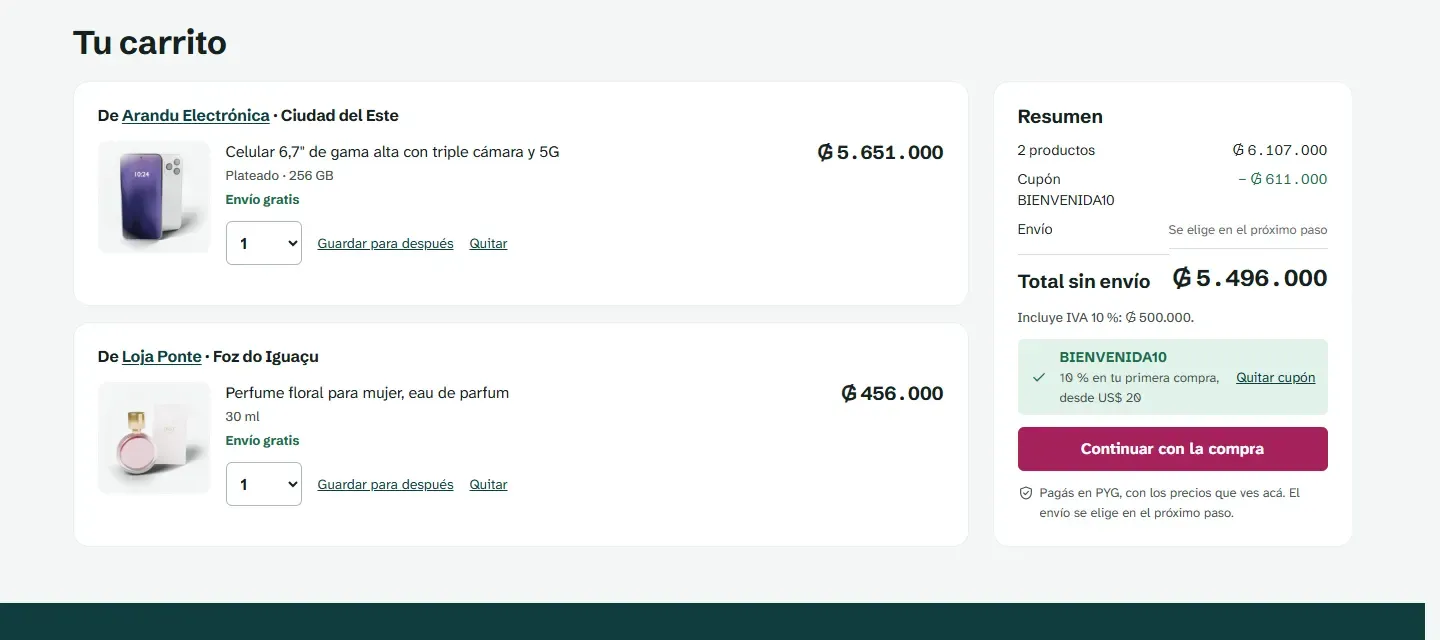 Tu carrito
De Arandu Electrónica · Ciudad del Este
10:24
Celular 6,7" de gama alta con triple cámara y 5G
₲ 5.651.000
Plateado · 256 GB
Envío gratis
1
Guardar para después
Quitar
De Loja Ponte · Foz do Iguaçu
Perfume floral para mujer, eau de parfum
₲ 456.000
30 ml
Envío gratis
1
Guardar para después
Quitar
Resumen
2 productos
₲ 6.107.000
Cupón
BIENVENIDA10
− ₲ 611.000
Envío
Se elige en el próximo paso
Total sin envío
₲ 5.496.000
Incluye IVA 10 %: ₲ 500.000.
BIENVENIDA10
10 % en tu primera compra,
desde US$ 20
Quitar cupón
Continuar con la compra
Pagás en PYG, con los precios que ves acá. El
envío se elige en el próximo paso.